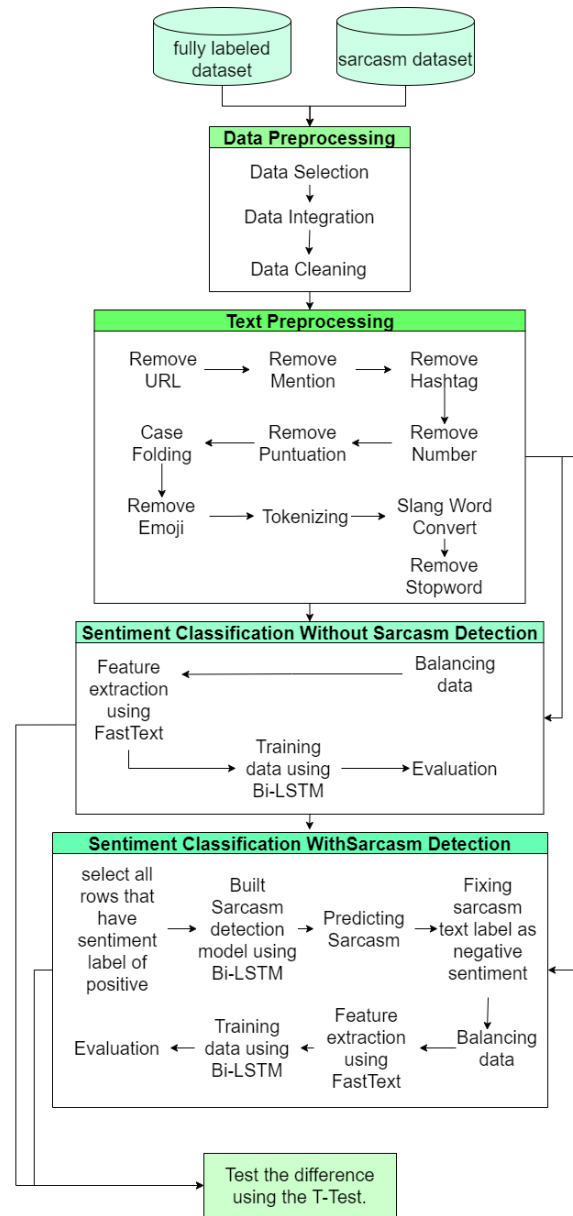 fully labeled
dataset
sarcasm dataset
Data Preprocessing
Data Selection
Data Integration
Data Cleaning
Text Preprocessing
Remove
URL
Remove
Mention
Remove
Hashtag
Remove
Number
Remove
Puntuation
Case
Folding
Remove
Emoji
Tokenizing
Slang Word
Convert
Remove
Stopword
Sentiment Classification Without Sarcasm Detection
Balancing
data
Feature
extraction
using
FastText
Training
data using
Bi-LSTM
Evaluation
Sentiment Classification WithSarcasm Detection
select all
rows that
have
sentiment
label of
positive
Built
Sarcasm
detection
model using
Bi-LSTM
Predicting
Sarcasm
Fixing
sarcasm
text label as
negative
sentiment
Balancing
data
Feature
extraction
using
FastText
Training
data using
Bi-LSTM
Evaluation
Test the difference
using the T-Test.